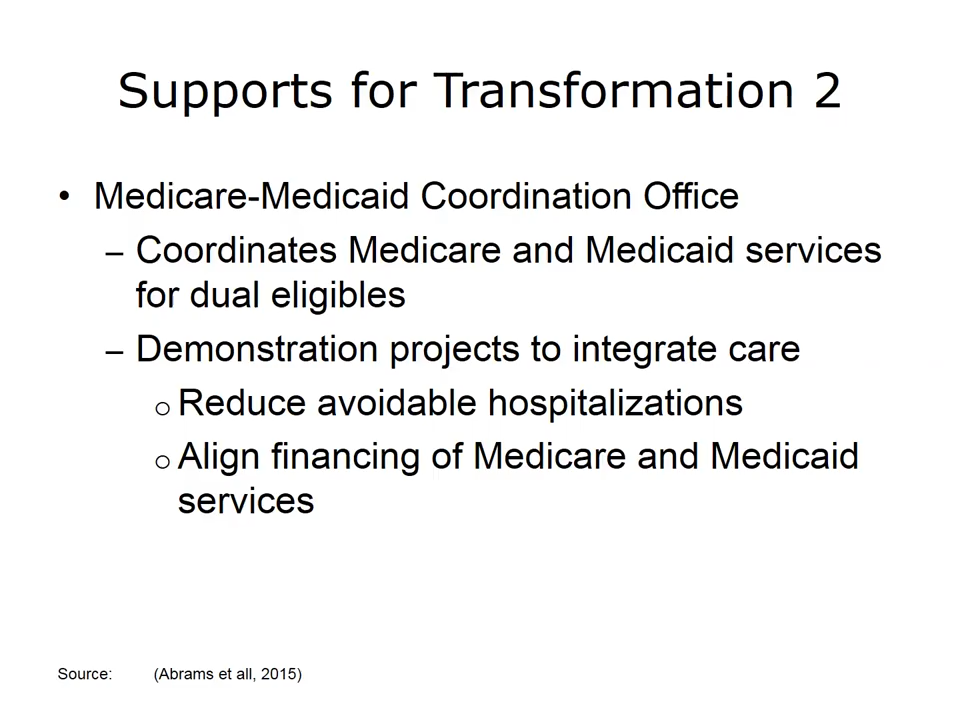 Supports for Transformation 2
• Medicare-Medicaid Coordination Office
– Coordinates Medicare and Medicaid services
for dual eligibles
– Demonstration projects to integrate care
o Reduce avoidable hospitalizations
o Align financing of Medicare and Medicaid
services
Source: (Abrams et all, 2015)